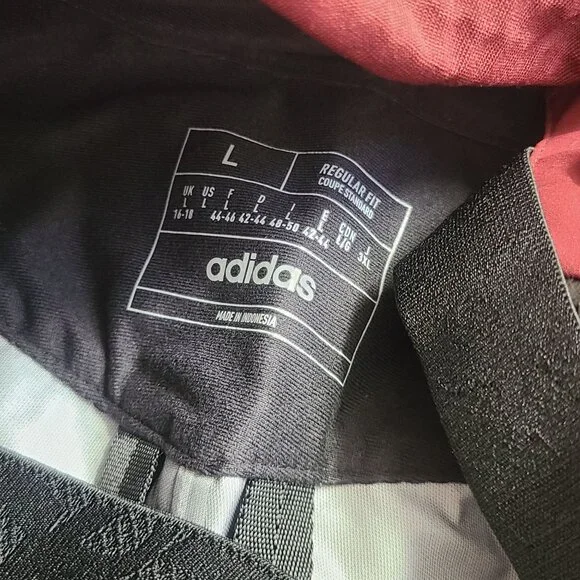 L
REGULAR FIT
COUPE STANDARD
UK US F D I E CDN J
L L L L L L L/G 3XL
16-18 44-46 42-44 48-50 42-44
adidas
MADE IN INDONESIA